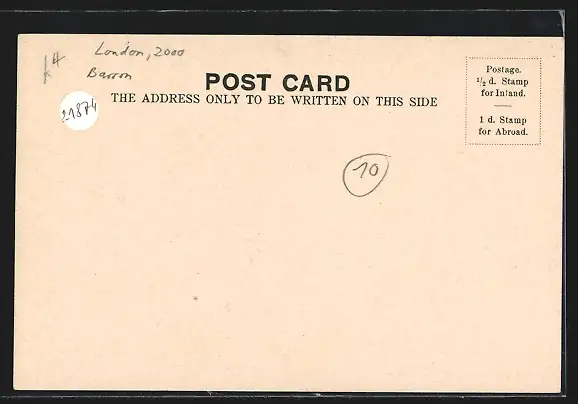 London, 2000
Barron
21874
POST CARD
THE ADDRESS ONLY TO BE WRITTEN ON THIS SIDE
Postage.
½ d. Stamp
for Inland.
1 d. Stamp
for Abroad.
10